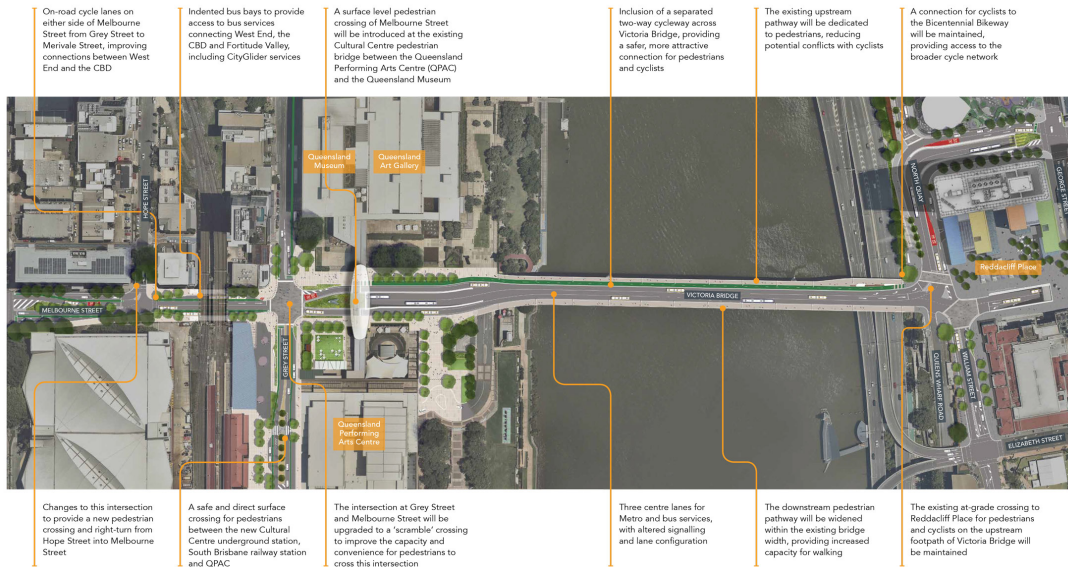 On-road cycle lanes on
either side of Melbourne
Street from Grey Street to
Merivale Street, improving
connections between West
End and the CBD
Indented bus bays to provide
access to bus services
connecting West End, the
CBD and Fortitude Valley,
including CityGlider services
A surface level pedestrian
crossing of Melbourne Street
will be introduced at the existing
Cultural Centre pedestrian
bridge between the Queensland
Performing Arts Centre (QPAC)
and the Queensland Museum
Inclusion of a separated
two-way cycleway across
Victoria Bridge, providing
a safer, more attractive
connection for pedestrians
and cyclists
The existing upstream
pathway will be dedicated
to pedestrians, reducing
potential conflicts with cyclists
A connection for cyclists to
the Bicentennial Bikeway
will be maintained,
providing access to the
broader cycle network
Queensland
Museum
Queensland
Art Gallery
HOPE STREET
NORTH QUAY
GEORGE STREET
Reddacliff Place
MELBOURNE STREET
VICTORIA BRIDGE
GREY STREET
QUEENS WHARF ROAD
WILLIAM STREET
ELIZABETH STREET
Queensland
Performing
Arts Centre
Changes to this intersection
to provide a new pedestrian
crossing and right-turn from
Hope Street into Melbourne
Street
A safe and direct surface
crossing for pedestrians
between the new Cultural
Centre underground station,
South Brisbane railway station
and QPAC
The intersection at Grey Street
and Melbourne Street will be
upgraded to a ‘scramble’ crossing
to improve the capacity and
convenience for pedestrians to
cross this intersection
Three centre lanes for
Metro and bus services,
with altered signalling
and lane configuration
The downstream pedestrian
pathway will be widened
within the existing bridge
width, providing increased
capacity for walking
The existing at-grade crossing to
Reddacliff Place for pedestrians
and cyclists on the upstream
footpath of Victoria Bridge will
be maintained